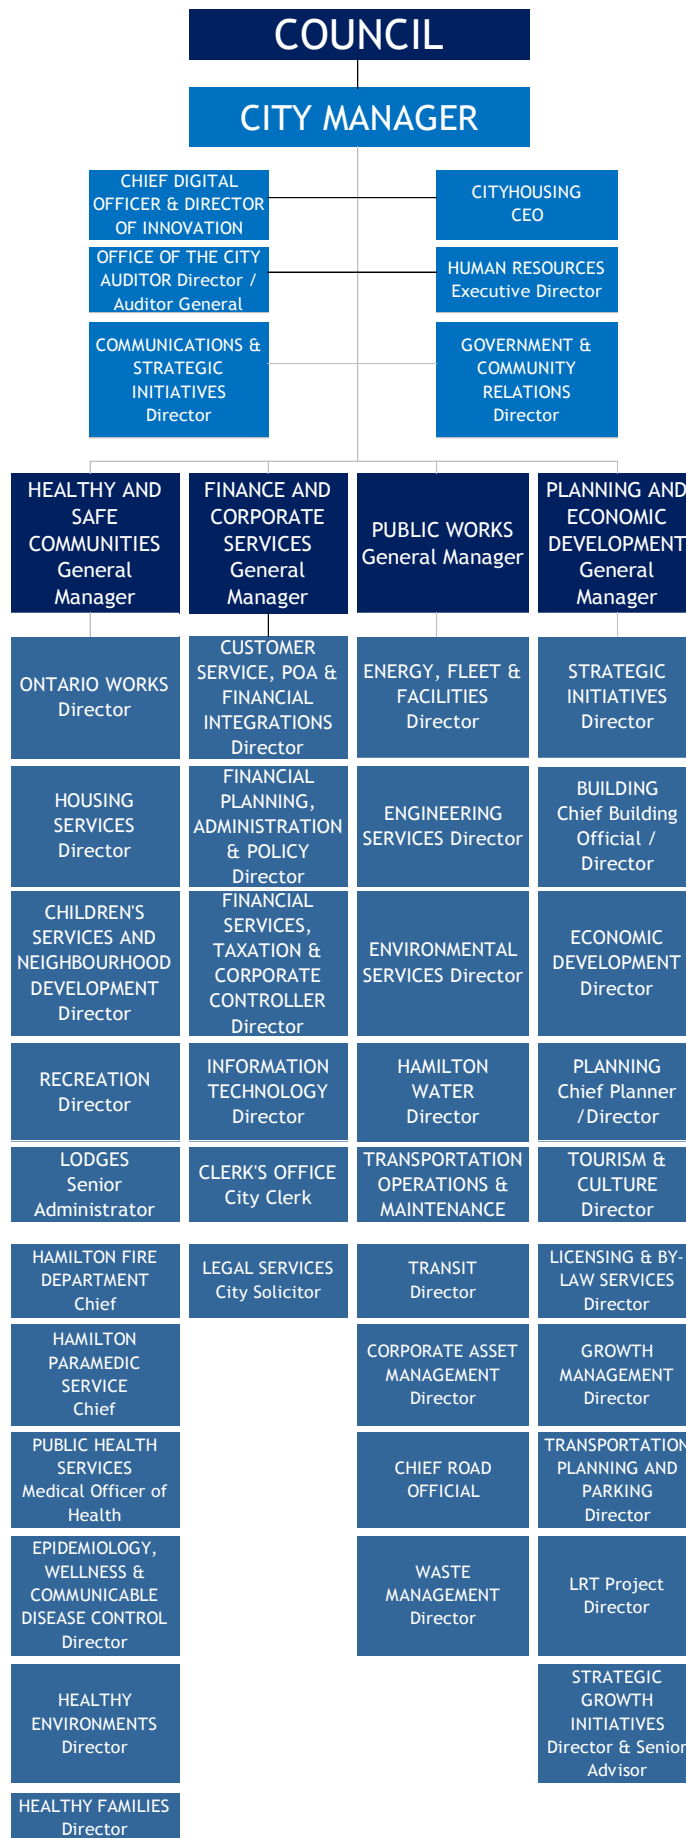 COUNCIL
CITY MANAGER
CHIEF DIGITAL
OFFICER & DIRECTOR
OF INNOVATION
CITYHOUSING
CEO
OFFICE OF THE CITY
AUDITOR Director /
Auditor General
HUMAN RESOURCES
Executive Director
COMMUNICATIONS &
STRATEGIC
INITIATIVES
Director
GOVERNMENT &
COMMUNITY
RELATIONS
Director
HEALTHY AND
SAFE
COMMUNITIES
General
Manager
FINANCE AND
CORPORATE
SERVICES
General
Manager
PUBLIC WORKS
General Manager
PLANNING AND
ECONOMIC
DEVELOPMENT
General
Manager
ONTARIO WORKS
Director
CUSTOMER
SERVICE, POA &
FINANCIAL
INTEGRATIONS
Director
ENERGY, FLEET &
FACILITIES
Director
STRATEGIC
INITIATIVES
Director
HOUSING
SERVICES
Director
FINANCIAL
PLANNING,
ADMINISTRATION
& POLICY
Director
ENGINEERING
SERVICES Director
BUILDING
Chief Building
Official /
Director
CHILDREN'S
SERVICES AND
NEIGHBOURHOOD
DEVELOPMENT
Director
FINANCIAL
SERVICES,
TAXATION &
CORPORATE
CONTROLLER
Director
ENVIRONMENTAL
SERVICES Director
ECONOMIC
DEVELOPMENT
Director
RECREATION
Director
INFORMATION
TECHNOLOGY
Director
HAMILTON
WATER
Director
PLANNING
Chief Planner
/Director
LODGES
Senior
Administrator
CLERK'S OFFICE
City Clerk
TRANSPORTATION
OPERATIONS &
MAINTENANCE
TOURISM &
CULTURE
Director
HAMILTON FIRE
DEPARTMENT
Chief
LEGAL SERVICES
City Solicitor
TRANSIT
Director
LICENSING & BY-
LAW SERVICES
Director
HAMILTON
PARAMEDIC
SERVICE
Chief
CORPORATE ASSET
MANAGEMENT
Director
GROWTH
MANAGEMENT
Director
PUBLIC HEALTH
SERVICES
Medical Officer of
Health
CHIEF ROAD
OFFICIAL
TRANSPORTATION
PLANNING AND
PARKING
Director
EPIDEMIOLOGY,
WELLNESS &
COMMUNICABLE
DISEASE CONTROL
Director
WASTE
MANAGEMENT
Director
LRT Project
Director
HEALTHY
ENVIRONMENTS
Director
STRATEGIC
GROWTH
INITIATIVES
Director & Senior
Advisor
HEALTHY FAMILIES
Director